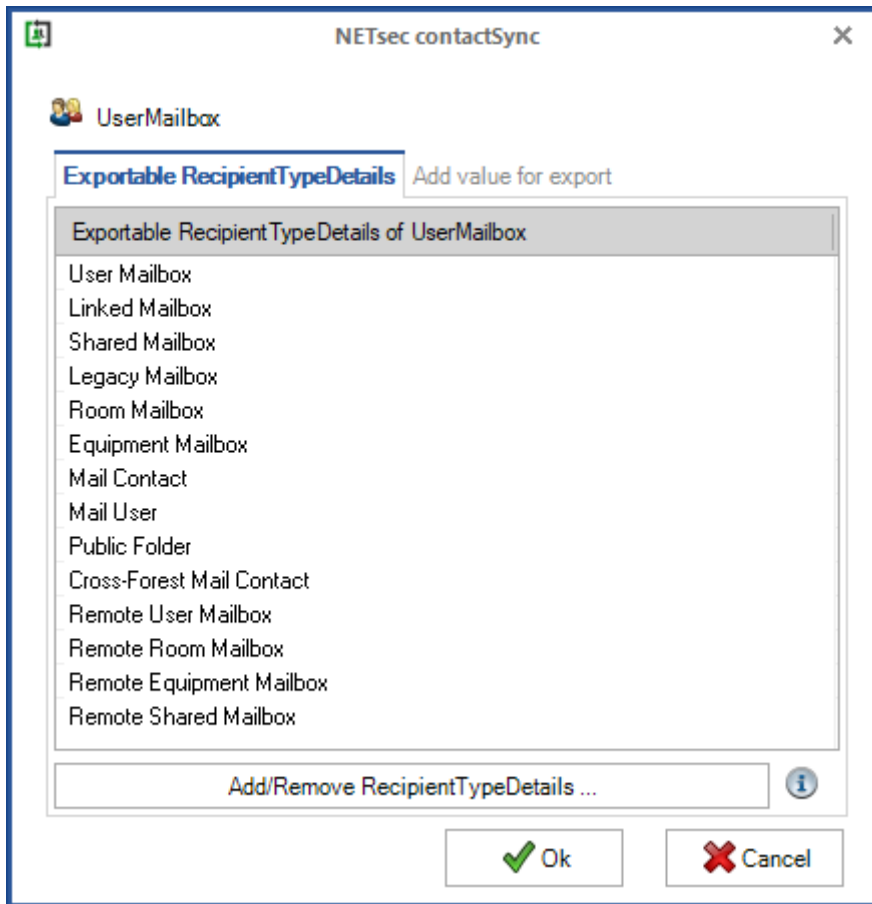 NETsec contactSync
UserMailbox
Exportable RecipientTypeDetails Add value for export
Exportable RecipientTypeDetails of UserMailbox
User Mailbox
Linked Mailbox
Shared Mailbox
Legacy Mailbox
Room Mailbox
Equipment Mailbox
Mail Contact
Mail User
Public Folder
Cross-Forest Mail Contact
Remote User Mailbox
Remote Room Mailbox
Remote Equipment Mailbox
Remote Shared Mailbox
Add/Remove RecipientTypeDetails ...
Ok Cancel